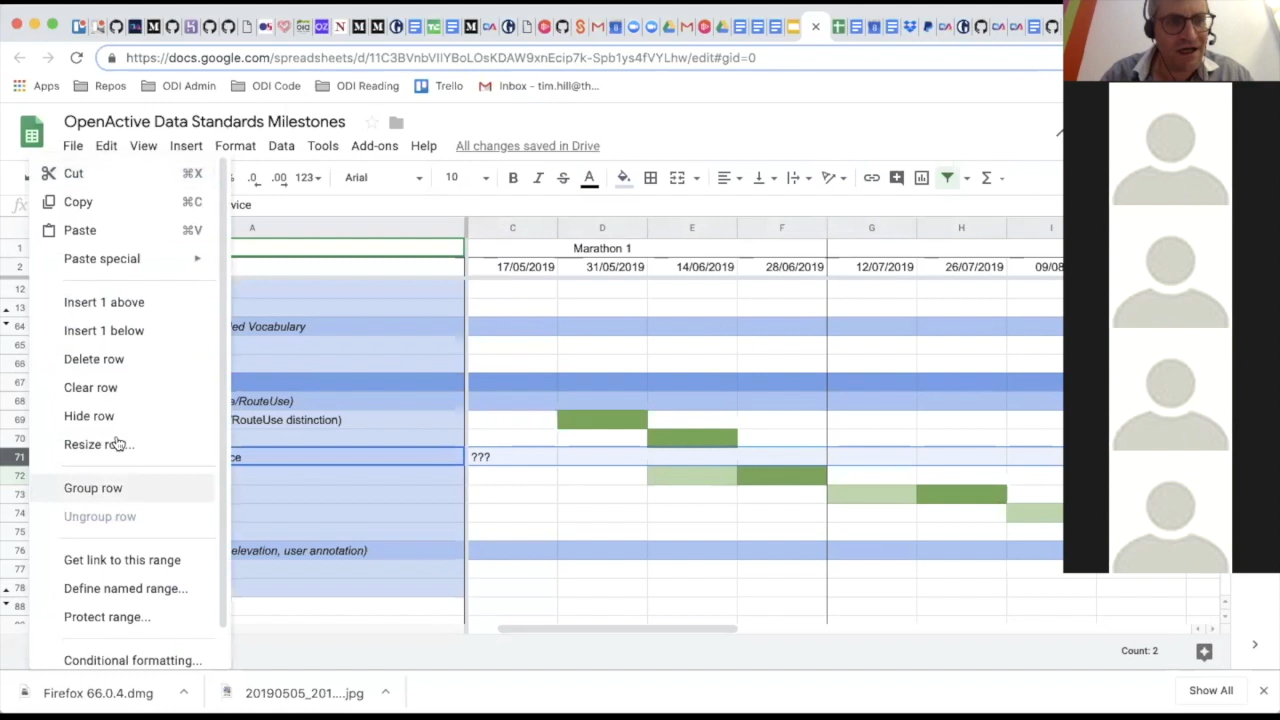 https://docs.google.com/spreadsheets/d/11C3BVnbVIIYBoLOsKDAW9xnEcip7k-Spb1ys4fVYLhw/edit#gid=0
Apps Repos ODI Admin ODI Code ODI Reading Trello Inbox - tim.hill@th...
OpenActive Data Standards Milestones
File Edit View Insert Format Data Tools Add-ons Help All changes saved in Drive
% .0 .00 123 Arial 10 B I S A
fx vice
A C D E F G H I
1 Marathon 1
2 17/05/2019 31/05/2019 14/06/2019 28/06/2019 12/07/2019 26/07/2019 09/08
12
13
64 led Vocabulary
65
66
67
68 a/RouteUse)
69 /RouteUse distinction)
70
71 ce ???
72
73
74
75
76 elevation, user annotation)
77
78
88
Cut ⌘X
Copy ⌘C
Paste ⌘V
Paste special
Insert 1 above
Insert 1 below
Delete row
Clear row
Hide row
Resize ro...
Group row
Ungroup row
Get link to this range
Define named range...
Protect range...
Conditional formatting...
Count: 2
Firefox 66.0.4.dmg 20190505_201....jpg Show All